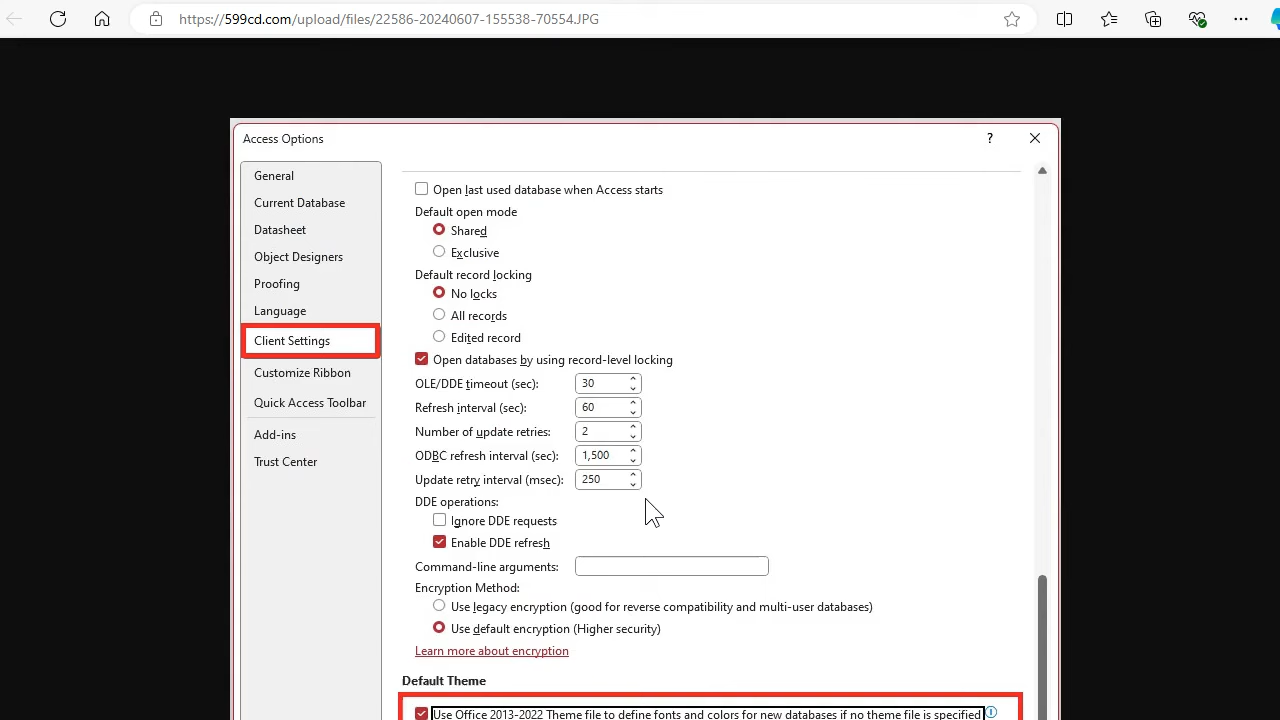 https://599cd.com/upload/files/22586-20240607-155538-70554.JPG
Access Options
?
General
Current Database
Datasheet
Object Designers
Proofing
Language
Client Settings
Customize Ribbon
Quick Access Toolbar
Add-ins
Trust Center
Open last used database when Access starts
Default open mode
Shared
Exclusive
Default record locking
No locks
All records
Edited record
Open databases by using record-level locking
OLE/DDE timeout (sec): 30
Refresh interval (sec): 60
Number of update retries: 2
ODBC refresh interval (sec): 1,500
Update retry interval (msec): 250
DDE operations:
Ignore DDE requests
Enable DDE refresh
Command-line arguments:
Encryption Method:
Use legacy encryption (good for reverse compatibility and multi-user databases)
Use default encryption (Higher security)
Learn more about encryption
Default Theme
Use Office 2013-2022 Theme file to define fonts and colors for new databases if no theme file is specified